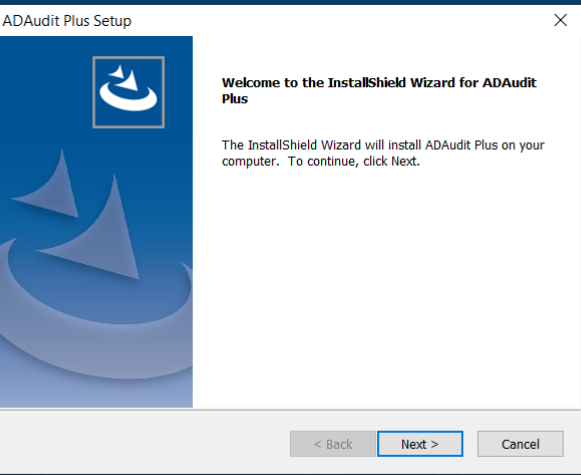 ADAudit Plus Setup
Welcome to the InstallShield Wizard for ADAudit
Plus
The InstallShield Wizard will install ADAudit Plus on your
computer. To continue, click Next.
< Back
Next >
Cancel